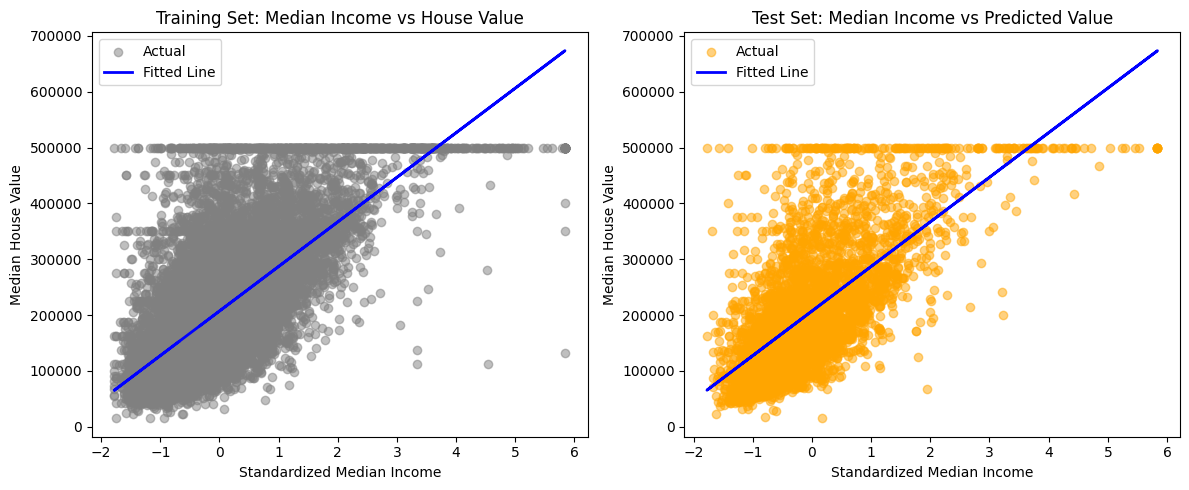 Training Set: Median Income vs House Value
700000
600000
500000
400000
300000
200000
100000
0
Median House Value
Actual
Fitted Line
−2 −1 0 1 2 3 4 5 6
Standardized Median Income
Test Set: Median Income vs Predicted Value
700000
600000
500000
400000
300000
200000
100000
0
Median House Value
Actual
Fitted Line
−2 −1 0 1 2 3 4 5 6
Standardized Median Income